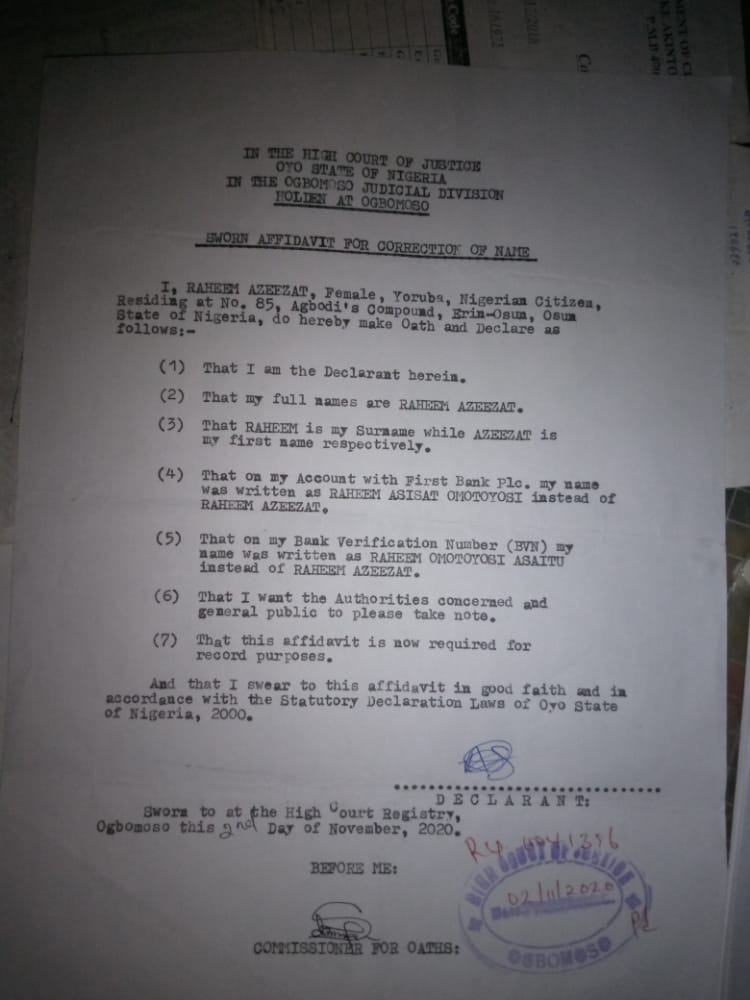 Code
IN THE HIGH COURT OF JUSTICE
OYO STATE OF NIGERIA
IN THE OGBOMOSO JUDICIAL DIVISION
HOLDEN AT OGBOMOSO
SWORN AFFIDAVIT FOR CORRECTION OF NAME
I, RAHEEM AZEEZAT, Female, Yoruba, Nigerian Citizen,
Residing at No. 85, Agbodi's Compound, Erin-Osun, Osun
State of Nigeria, do hereby make Oath and Declare as
follows:-
(1) That I am the Declarant herein.
(2) That my full names are RAHEEM AZEEZAT.
(3) That RAHEEM is my Surname while AZEEZAT is
my first name respectively.
(4) That on my Account with First Bank Plc. my name
was written as RAHEEM ASISAT OMOTOYOSI instead of
RAHEEM AZEEZAT.
(5) That on my Bank Verification Number (BVN) my
name was written as RAHEEM OMOTOYOSI ASAITU
instead of RAHEEM AZEEZAT.
(6) That I want the Authorities concerned and
general public to please take note.
(7) That this affidavit is now required for
record purposes.
And that I swear to this affidavit in good faith and in
accordance with the Statutory Declaration Laws of Oyo State
of Nigeria, 2000.
DECLARANT:
Sworn to at the High Court Registry,
Ogbomoso this 2nd Day of November, 2020.
BEFORE ME:
COMMISSIONER FOR OATHS:
HIGH COURT OF JUSTICE
02/11/2020
OGBOMOSO